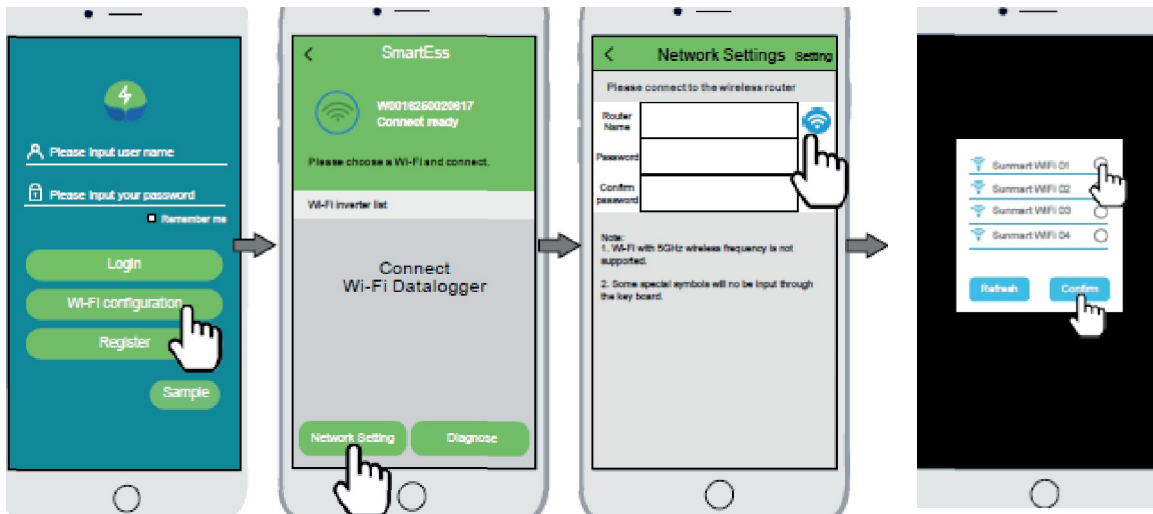 Please input user name
Please input your password
Remember me
Login
Wi-Fi configuration
Register
Sample
SmartEss
W0016260020617
Connect ready
Please choose a Wi-Fi and connect.
Wi-Fi inverter list
Connect
Wi-Fi Datalogger
Network Setting
Diagnose
Network Settings
Setting
Please connect to the wireless router
Router
Name
Password
Confirm
password
Note:
1. Wi-Fi with 5GHz wireless frequency is not
supported.
2. Some special symbols will no be input through
the key board.
Sunmart WiFi 01
Sunmart WiFi 02
Sunmart WiFi 03
Sunmart WiFi 04
Refresh
Confirm